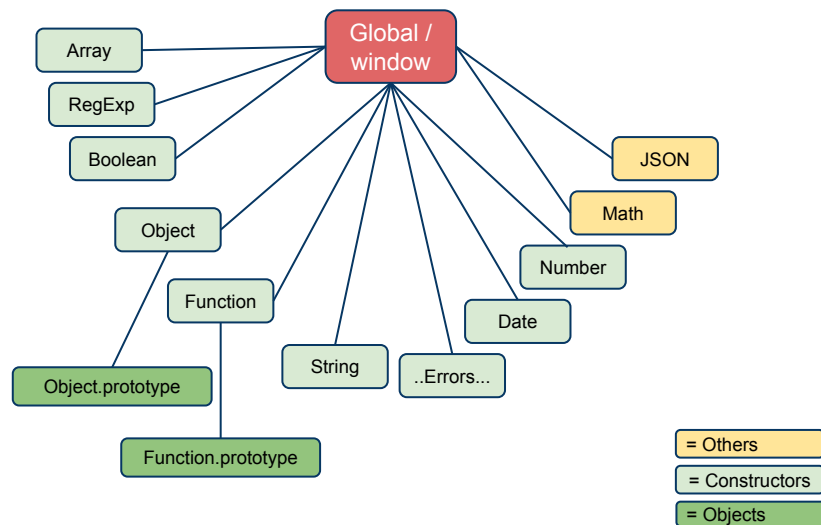 Global /
window
Array
RegExp
Boolean
JSON
Math
Object
Number
Function
Date
String
..Errors...
Object.prototype
Function.prototype
= Others
= Constructors
= Objects